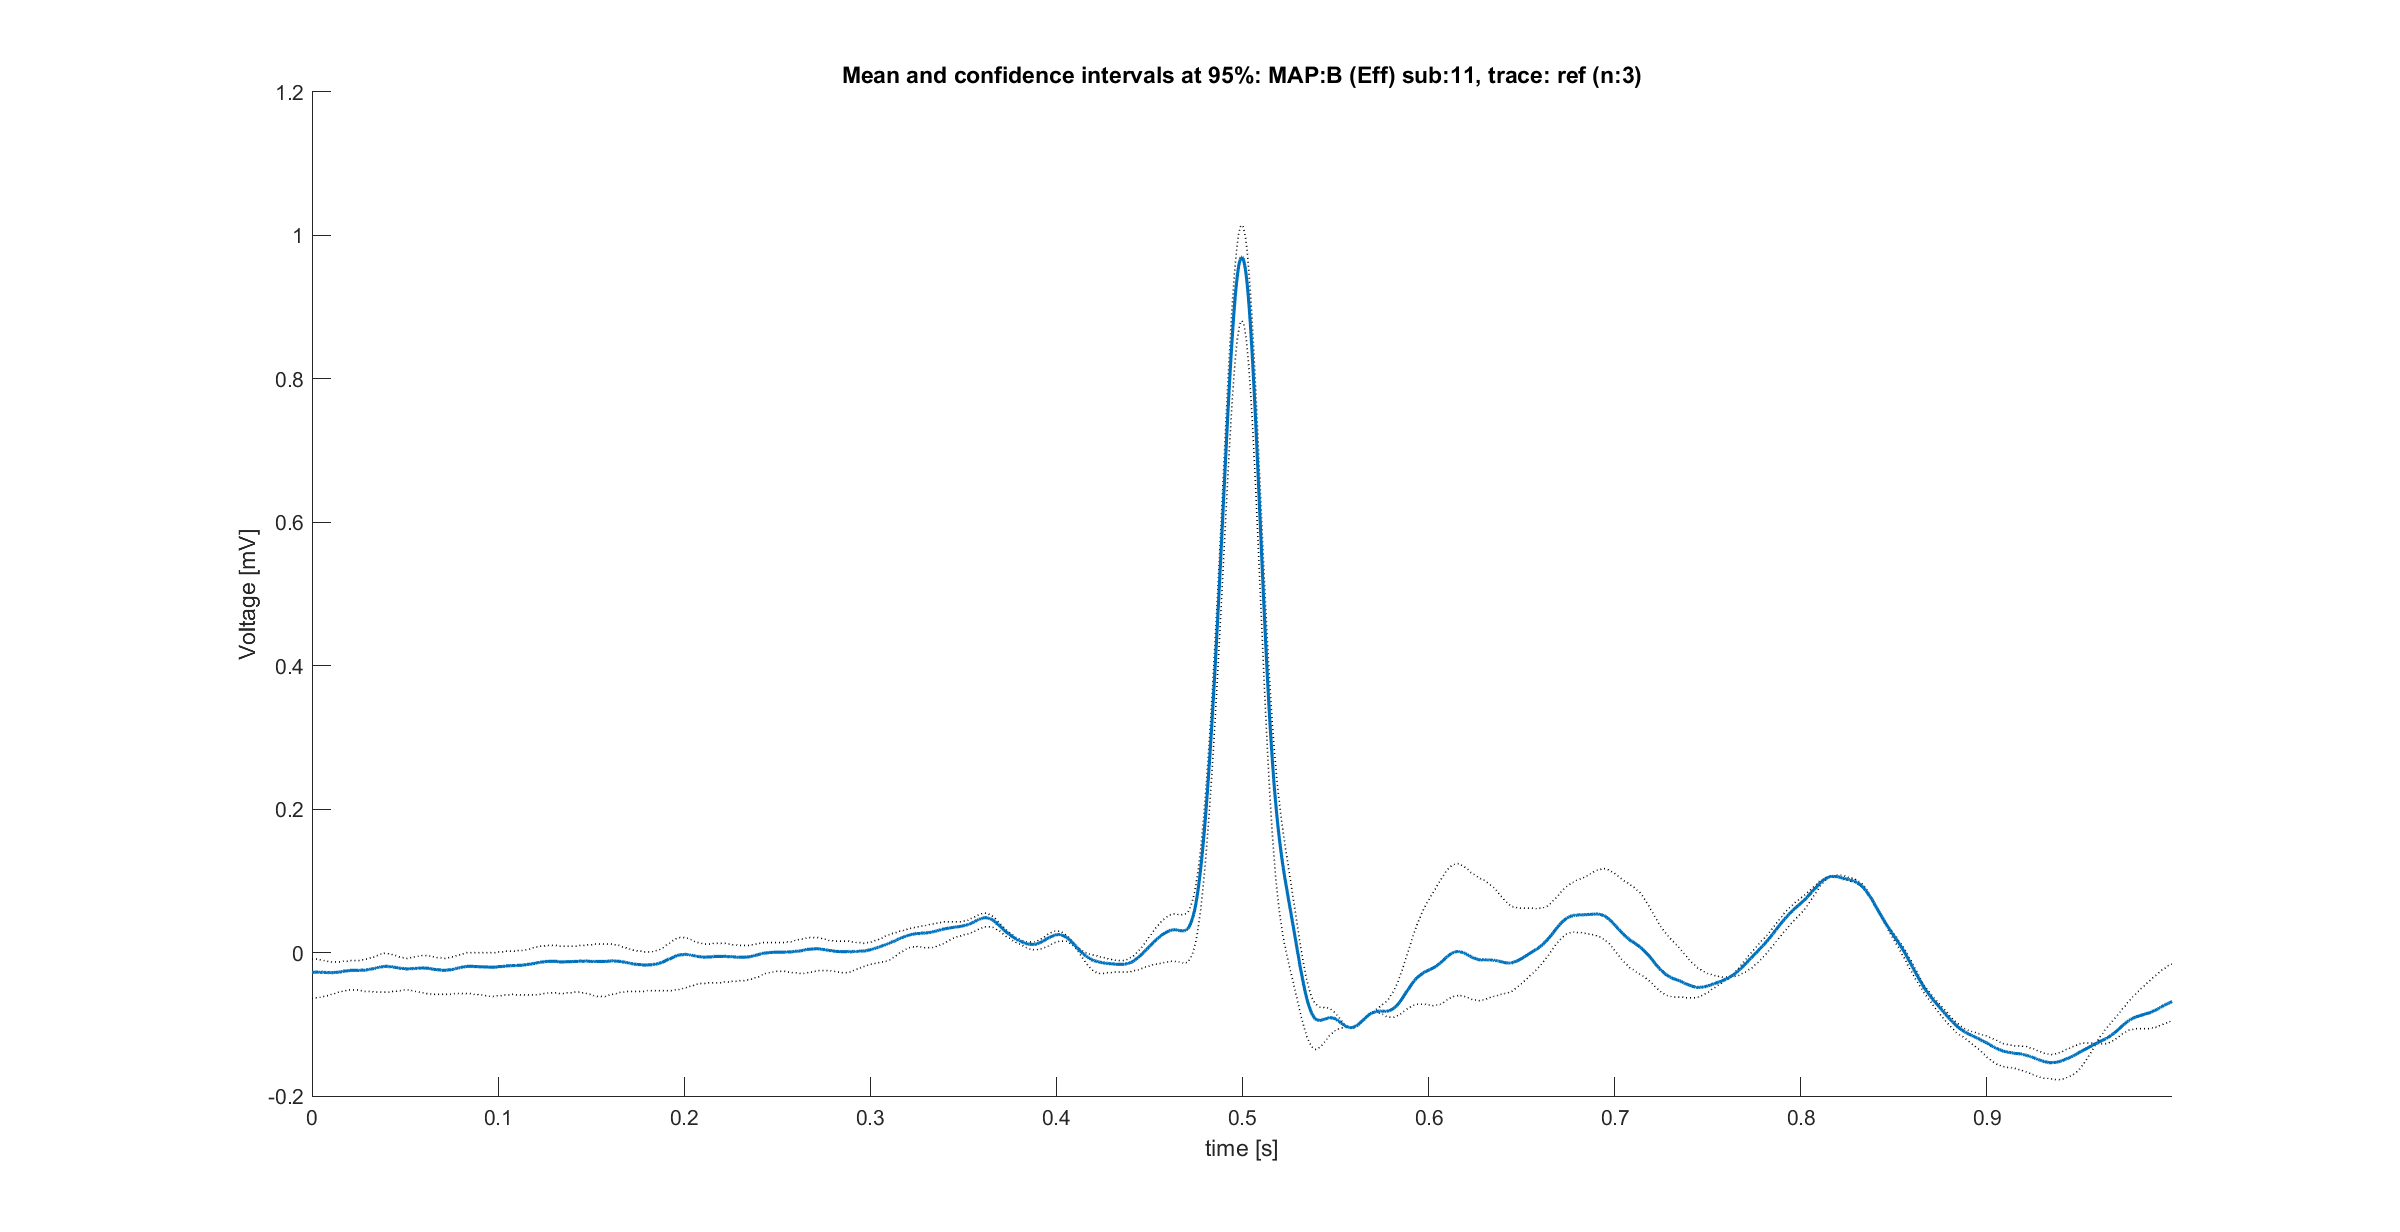 Mean and confidence intervals at 95%: MAP:B (Eff) sub:11, trace: ref (n:3)
1.2
1
0.8
0.6
0.4
0.2
0
-0.2
Voltage [mV]
0 0.1 0.2 0.3 0.4 0.5 0.6 0.7 0.8 0.9
time [s]